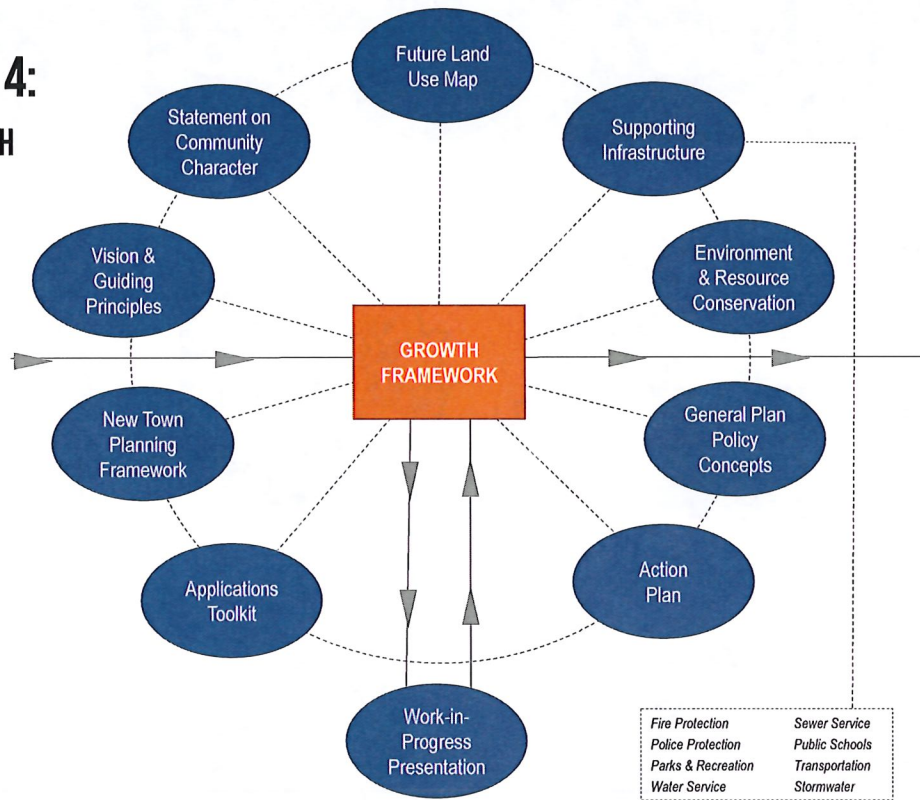 4:
H
Future Land
Use Map
Statement on
Community
Character
Supporting
Infrastructure
Vision &
Guiding
Principles
Environment
& Resource
Conservation
GROWTH
FRAMEWORK
New Town
Planning
Framework
General Plan
Policy
Concepts
Applications
Toolkit
Action
Plan
Work-in-
Progress
Presentation
Fire Protection
Police Protection
Parks & Recreation
Water Service
Sewer Service
Public Schools
Transportation
Stormwater